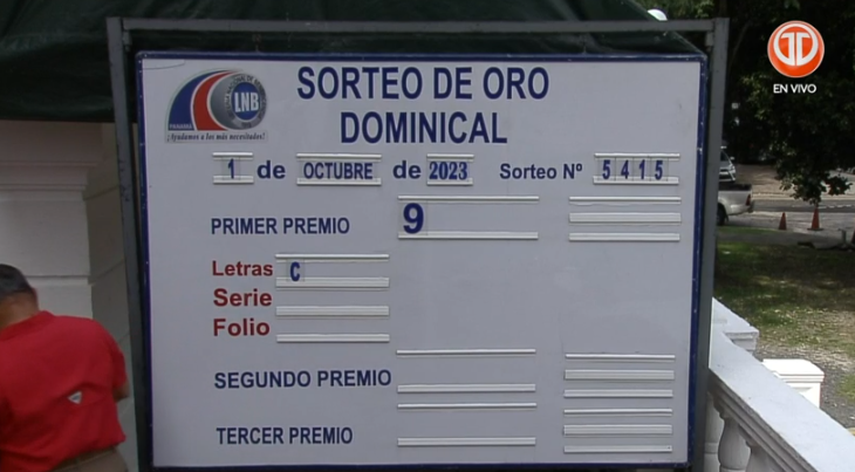 EN VIVO
SORTEO DE ORO
DOMINICAL
LNB
PANAMÁ
¡Ayudamos a los más necesitados!
1 de OCTUBRE de 2023 Sorteo Nº 5415
PRIMER PREMIO 9
Letras C
Serie
Folio
SEGUNDO PREMIO
TERCER PREMIO